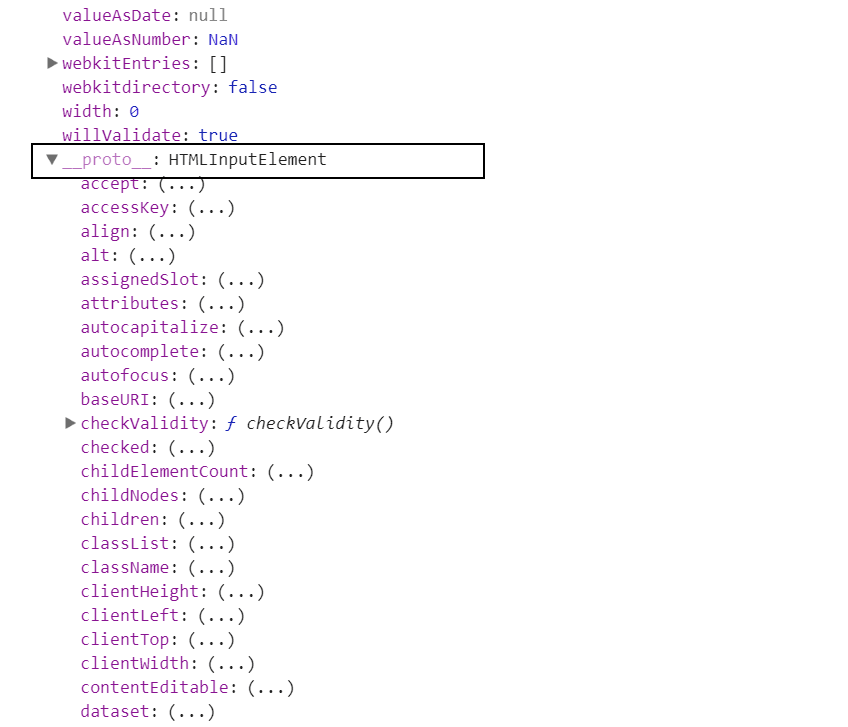 valueAsDate: null
valueAsNumber: NaN
▶webkitEntries: []
webkitdirectory: false
width: 0
willValidate: true
▼__proto__: HTMLInputElement
accept: (...)
accessKey: (...)
align: (...)
alt: (...)
assignedSlot: (...)
attributes: (...)
autocapitalize: (...)
autocomplete: (...)
autofocus: (...)
baseURI: (...)
▶checkValidity: ƒ checkValidity()
checked: (...)
childElementCount: (...)
childNodes: (...)
children: (...)
classList: (...)
className: (...)
clientHeight: (...)
clientLeft: (...)
clientTop: (...)
clientWidth: (...)
contentEditable: (...)
dataset: (...)